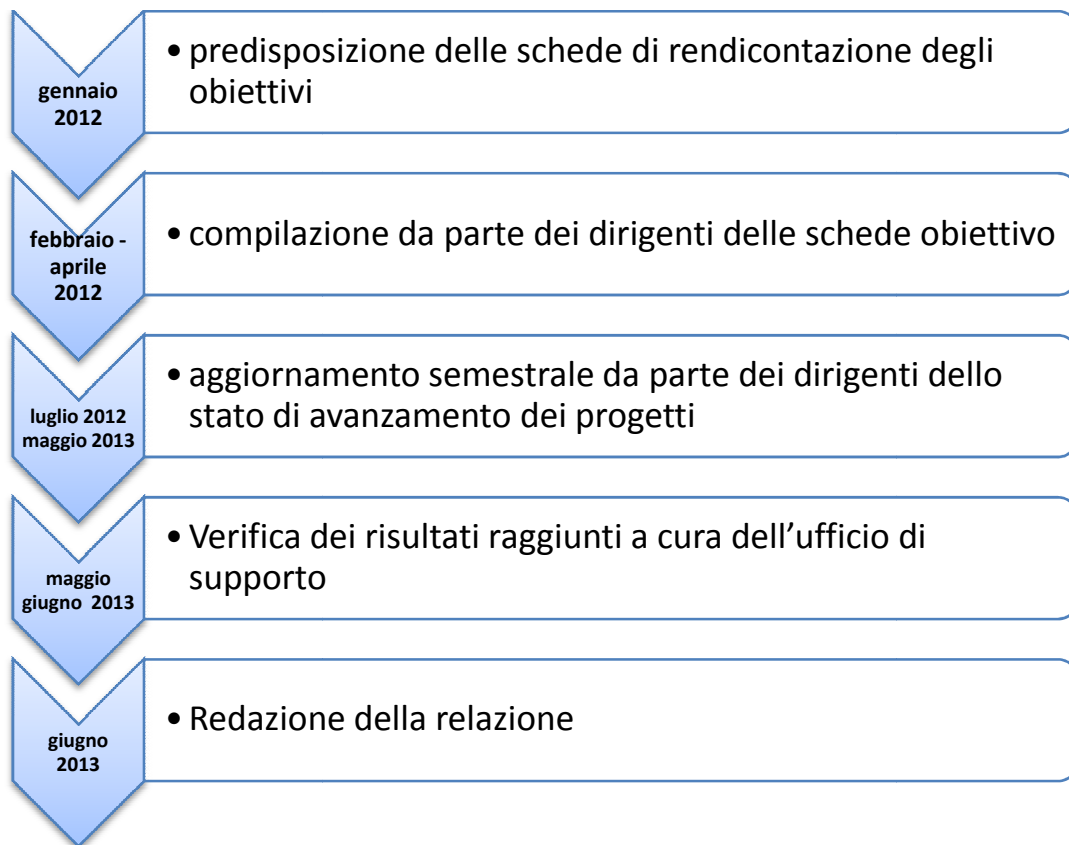 gennaio
2012
• predisposizione delle schede di rendicontazione degli
obiettivi
febbraio -
aprile
2012
• compilazione da parte dei dirigenti delle schede obiettivo
luglio 2012
maggio 2013
• aggiornamento semestrale da parte dei dirigenti dello
stato di avanzamento dei progetti
maggio
giugno 2013
• Verifica dei risultati raggiunti a cura dell’ufficio di
supporto
giugno
2013
• Redazione della relazione